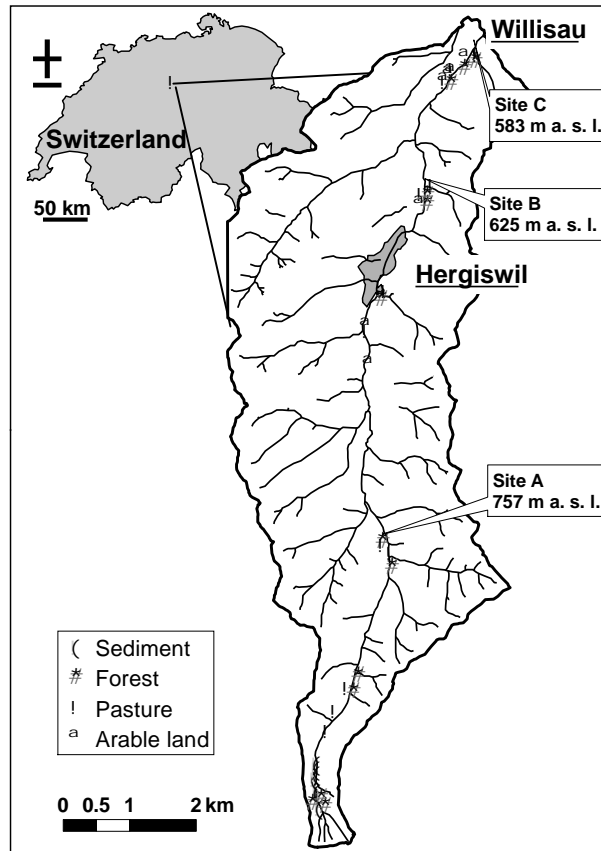 Willisau
Switzerland
50 km
Site C
583 m a. s. l.
Site B
625 m a. s. l.
Hergiswil
Site A
757 m a. s. l.
( Sediment
Forest
! Pasture
a Arable land
0 0.5 1 2 km